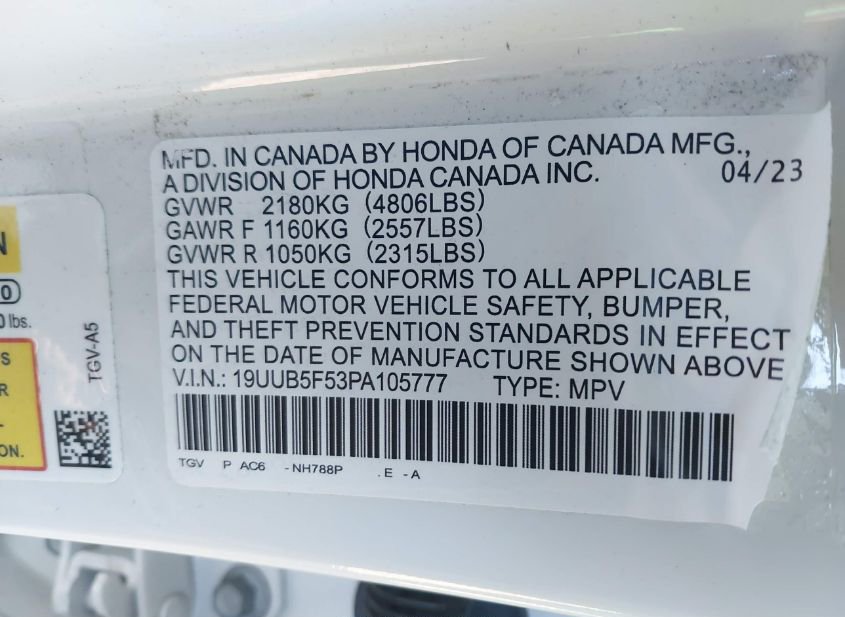 MFD. IN CANADA BY HONDA OF CANADA MFG.,
A DIVISION OF HONDA CANADA INC. 04/23
GVWR 2180KG (4806LBS)
GAWR F 1160KG (2557LBS)
GVWR R 1050KG (2315LBS)
THIS VEHICLE CONFORMS TO ALL APPLICABLE
FEDERAL MOTOR VEHICLE SAFETY, BUMPER,
AND THEFT PREVENTION STANDARDS IN EFFECT
ON THE DATE OF MANUFACTURE SHOWN ABOVE
V.I.N.: 19UUB5F53PA105777 TYPE: MPV
TGV P AC6 -NH788P .E -A
lbs.
TGV-A5
ON.